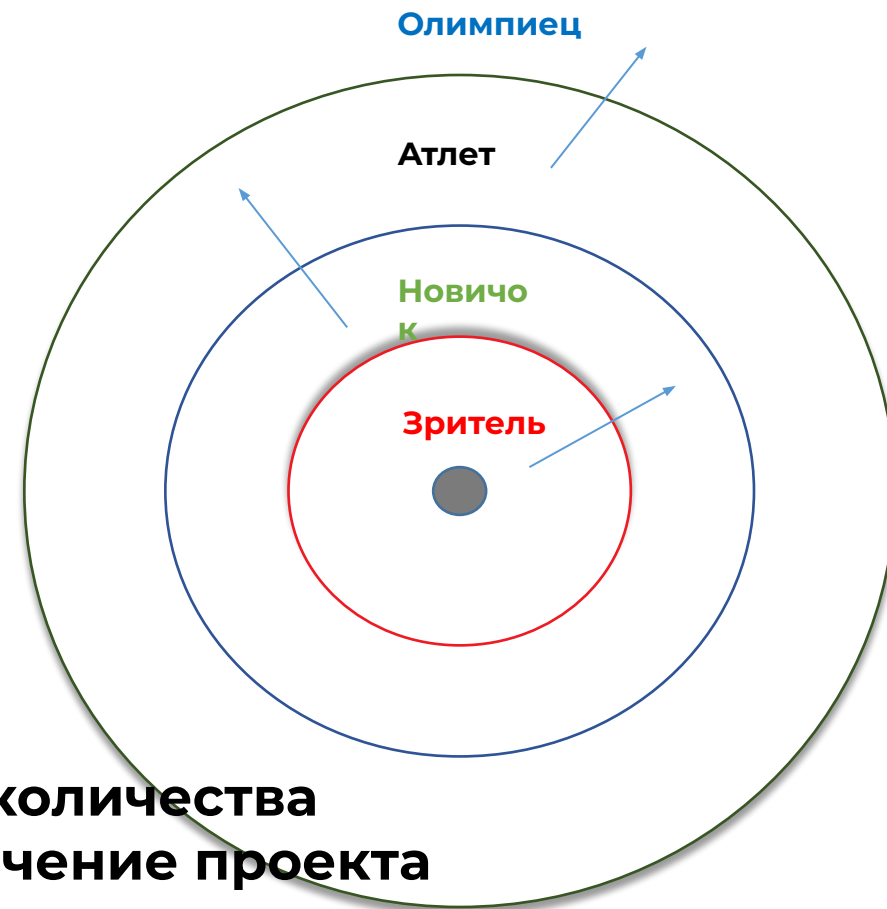 Олимпиец
Атлет
Новичо
к
Зритель
количества
чение проекта